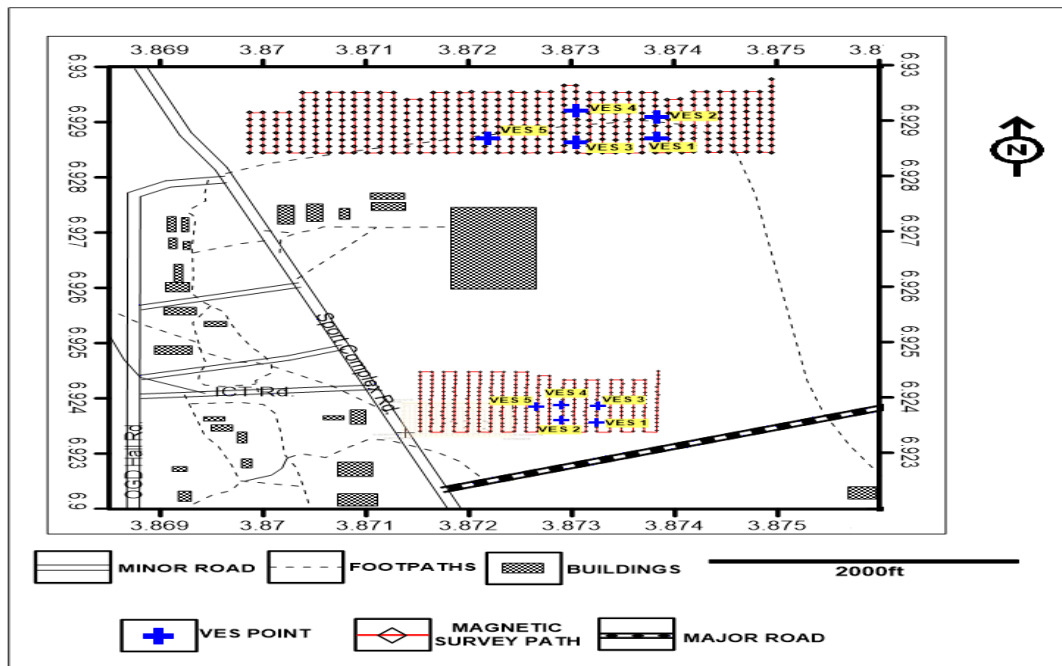 3.869 3.87 3.871 3.872 3.873 3.874 3.875 3.8
6.93 6.93
VES 4
VES 2
6.929 6.929
VES 5
VES 3 VES 1
N
6.928 6.928
6.927 6.927
6.926 6.926
Sport Complex Rd.
6.925 6.925
ICT Rd.
6.924 6.924
VES 4
VES 5 VES 3
VES 2 VES 1
OGD Hall Rd.
6.923 6.923
6.9
3.869 3.87 3.871 3.872 3.873 3.874 3.875
MINOR ROAD FOOTPATHS BUILDINGS
2000ft
VES POINT MAGNETIC SURVEY PATH MAJOR ROAD